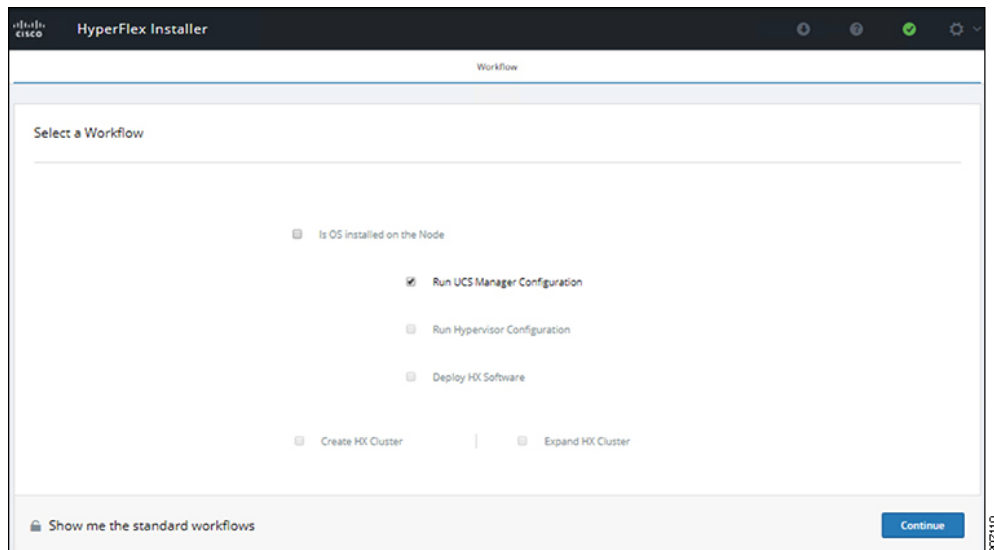 cisco
HyperFlex Installer
Workflow
Select a Workflow
Is OS installed on the Node
Run UCS Manager Configuration
Run Hypervisor Configuration
Deploy HX Software
Create HX Cluster | Expand HX Cluster
Show me the standard workflows
Continue